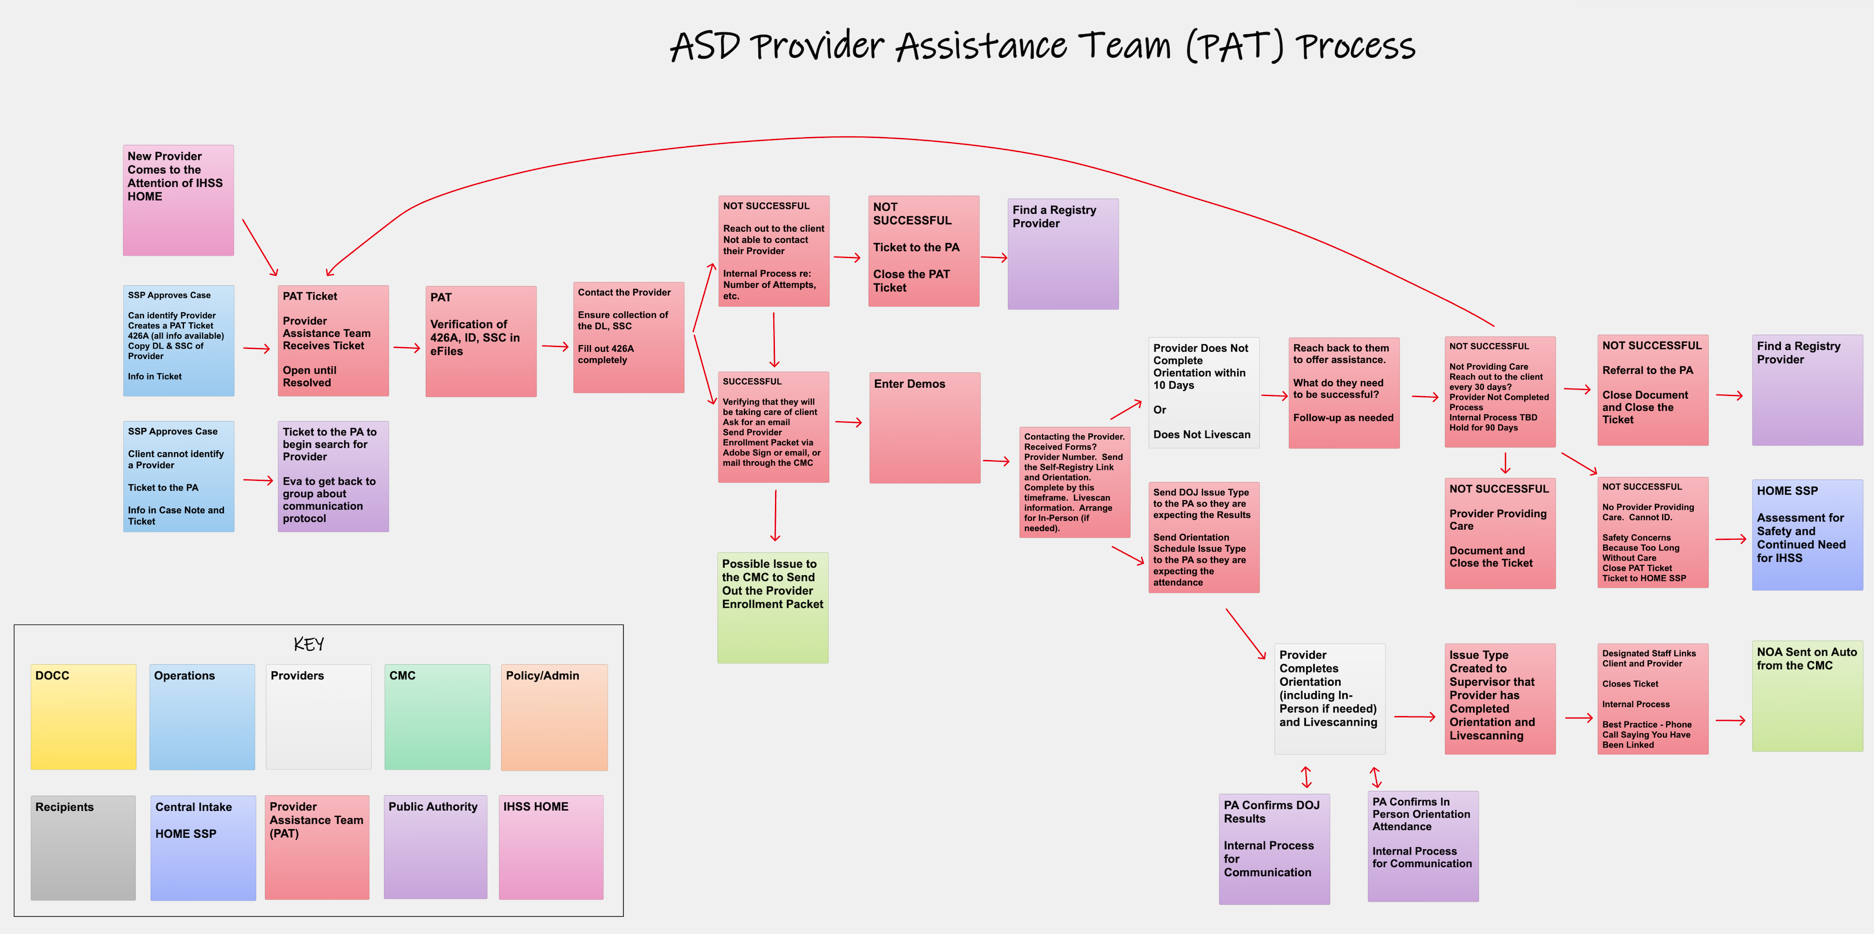 ASD Provider Assistance Team (PAT) Process
New Provider
Comes to the
Attention of IHSS
HOME
SSP Approves Case
Can identify Provider
Creates a PAT Ticket
426A (all info available)
Copy DL & SSC of
Provider
Info in Ticket
PAT Ticket
Provider
Assistance Team
Receives Ticket
Open until
Resolved
PAT
Verification of
426A, ID, SSC in
eFiles
Contact the Provider
Ensure collection of
the DL, SSC
Fill out 426A
completely
NOT SUCCESSFUL
Reach out to the client
Not able to contact
their Provider
Internal Process re:
Number of Attempts,
etc.
NOT
SUCCESSFUL
Ticket to the PA
Close the PAT
Ticket
Find a Registry
Provider
SSP Approves Case
Client cannot identify
a Provider
Ticket to the PA
Info in Case Note and
Ticket
Ticket to the PA to
begin search for
Provider
Eva to get back to
group about
communication
protocol
SUCCESSFUL
Verifying that they will
be taking care of client
Ask for an email
Send Provider
Enrollment Packet via
Adobe Sign or email, or
mail through the CMC
Enter Demos
Possible Issue to
the CMC to Send
Out the Provider
Enrollment Packet
Contacting the Provider.
Received Forms?
Provider Number. Send
the Self-Registry Link
and Orientation.
Complete by this
timeframe. Livescan
information. Arrange
for In-Person (if
needed).
Provider Does Not
Complete
Orientation within
10 Days
Or
Does Not Livescan
Reach back to them
to offer assistance.
What do they need
to be successful?
Follow-up as needed
NOT SUCCESSFUL
Not Providing Care
Reach out to the client
every 30 days?
Provider Not Completed
Process
Internal Process TBD
Hold for 90 Days
NOT SUCCESSFUL
Referral to the PA
Close Document
and Close the
Ticket
Find a Registry
Provider
Send DOJ Issue Type
to the PA so they are
expecting the Results
Send Orientation
Schedule Issue Type
to the PA so they are
expecting the
attendance
NOT SUCCESSFUL
Provider Providing
Care
Document and
Close the Ticket
NOT SUCCESSFUL
No Provider Providing
Care. Cannot ID.
Safety Concerns
Because Too Long
Without Care
Close PAT Ticket
Ticket to HOME SSP
HOME SSP
Assessment for
Safety and
Continued Need
for IHSS
Provider
Completes
Orientation
(including In-
Person if needed)
and Livescanning
Issue Type
Created to
Supervisor that
Provider has
Completed
Orientation and
Livescanning
Designated Staff Links
Client and Provider
Closes Ticket
Internal Process
Best Practice - Phone
Call Saying You Have
Been Linked
NOA Sent on Auto
from the CMC
PA Confirms DOJ
Results
Internal Process
for
Communication
PA Confirms In
Person Orientation
Attendance
Internal Process
for Communication
KEY
DOCC
Operations
Providers
CMC
Policy/Admin
Recipients
Central Intake
HOME SSP
Provider
Assistance Team
(PAT)
Public Authority
IHSS HOME